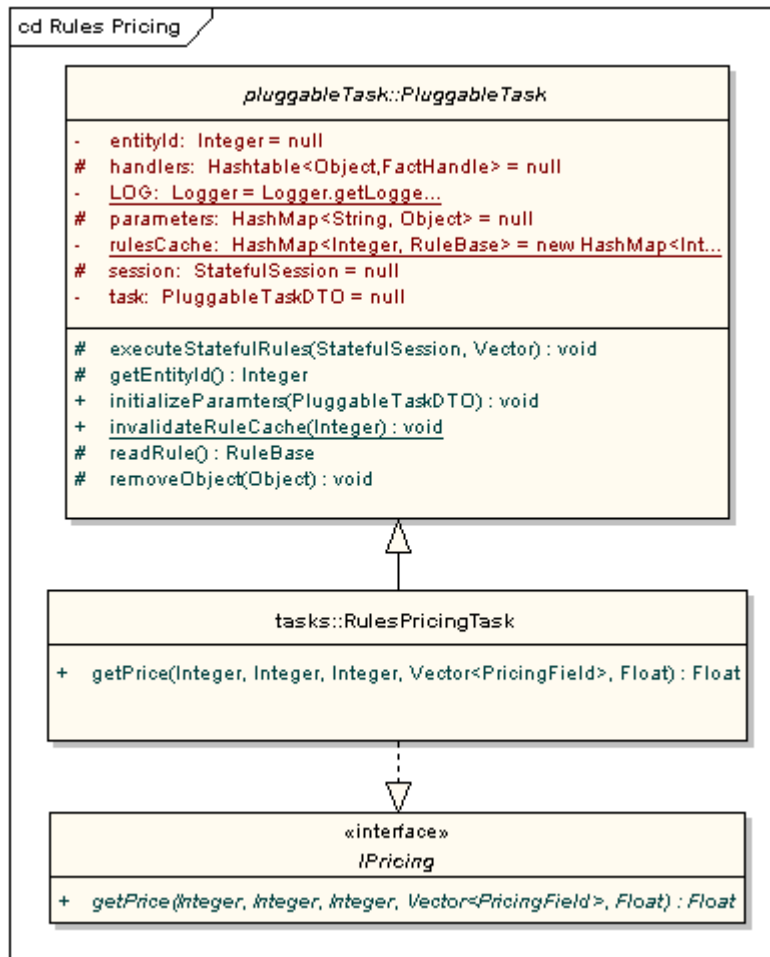 cd Rules Pricing
pluggableTask::PluggableTask
- entityId: Integer = null
# handlers: Hashtable<Object,FactHandle> = null
- LOG: Logger = Logger.getLogge...
# parameters: HashMap<String, Object> = null
- rulesCache: HashMap<Integer, RuleBase> = new HashMap<Int...
# session: StatefulSession = null
- task: PluggableTaskDTO = null
# executeStatefulRules(StatefulSession, Vector) : void
# getEntityId() : Integer
+ initializeParamters(PluggableTaskDTO) : void
+ invalidateRuleCache(Integer) : void
# readRule() : RuleBase
# removeObject(Object) : void
tasks::RulesPricingTask
+ getPrice(Integer, Integer, Integer, Vector<PricingField>, Float) : Float
«interface»
IPricing
+ getPrice(Integer, Integer, Integer, Vector<PricingField>, Float) : Float